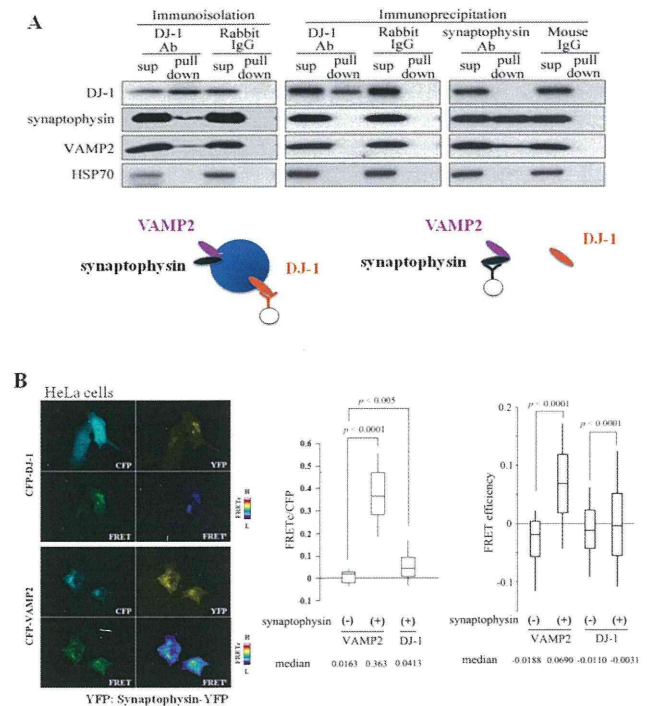 A
Immunoisolation
Immunoprecipitation
DJ-1 Ab
Rabbit IgG
DJ-1 Ab
Rabbit IgG
synaptophysin Ab
Mouse IgG
sup pull down sup pull down
sup pull down sup pull down
sup pull down sup pull down
DJ-1
synaptophysin
VAMP2
HSP70
VAMP2
synaptophysin
DJ-1
VAMP2
synaptophysin
DJ-1
B
HeLa cells
CFP-DJ-1
CFP
YFP
FRET
FRETc
H
FRETc
L
CFP-VAMP2
CFP
YFP
FRET
FRETc
H
FRETc
L
YFP: Synaptophysin-YFP
p < 0.005
p < 0.0001
FRETc/CFP
0.6
0.5
0.4
0.3
0.2
0.1
0
-0.1
synaptophysin (-) (+) (+)
VAMP2 DJ-1
median 0.0163 0.363 0.0413
p < 0.0001
p < 0.0001
FRET efficiency
0.2
0.1
0
-0.1
synaptophysin (-) (+) (-) (+)
VAMP2 DJ-1
median -0.0188 0.0690 -0.0110 -0.0031